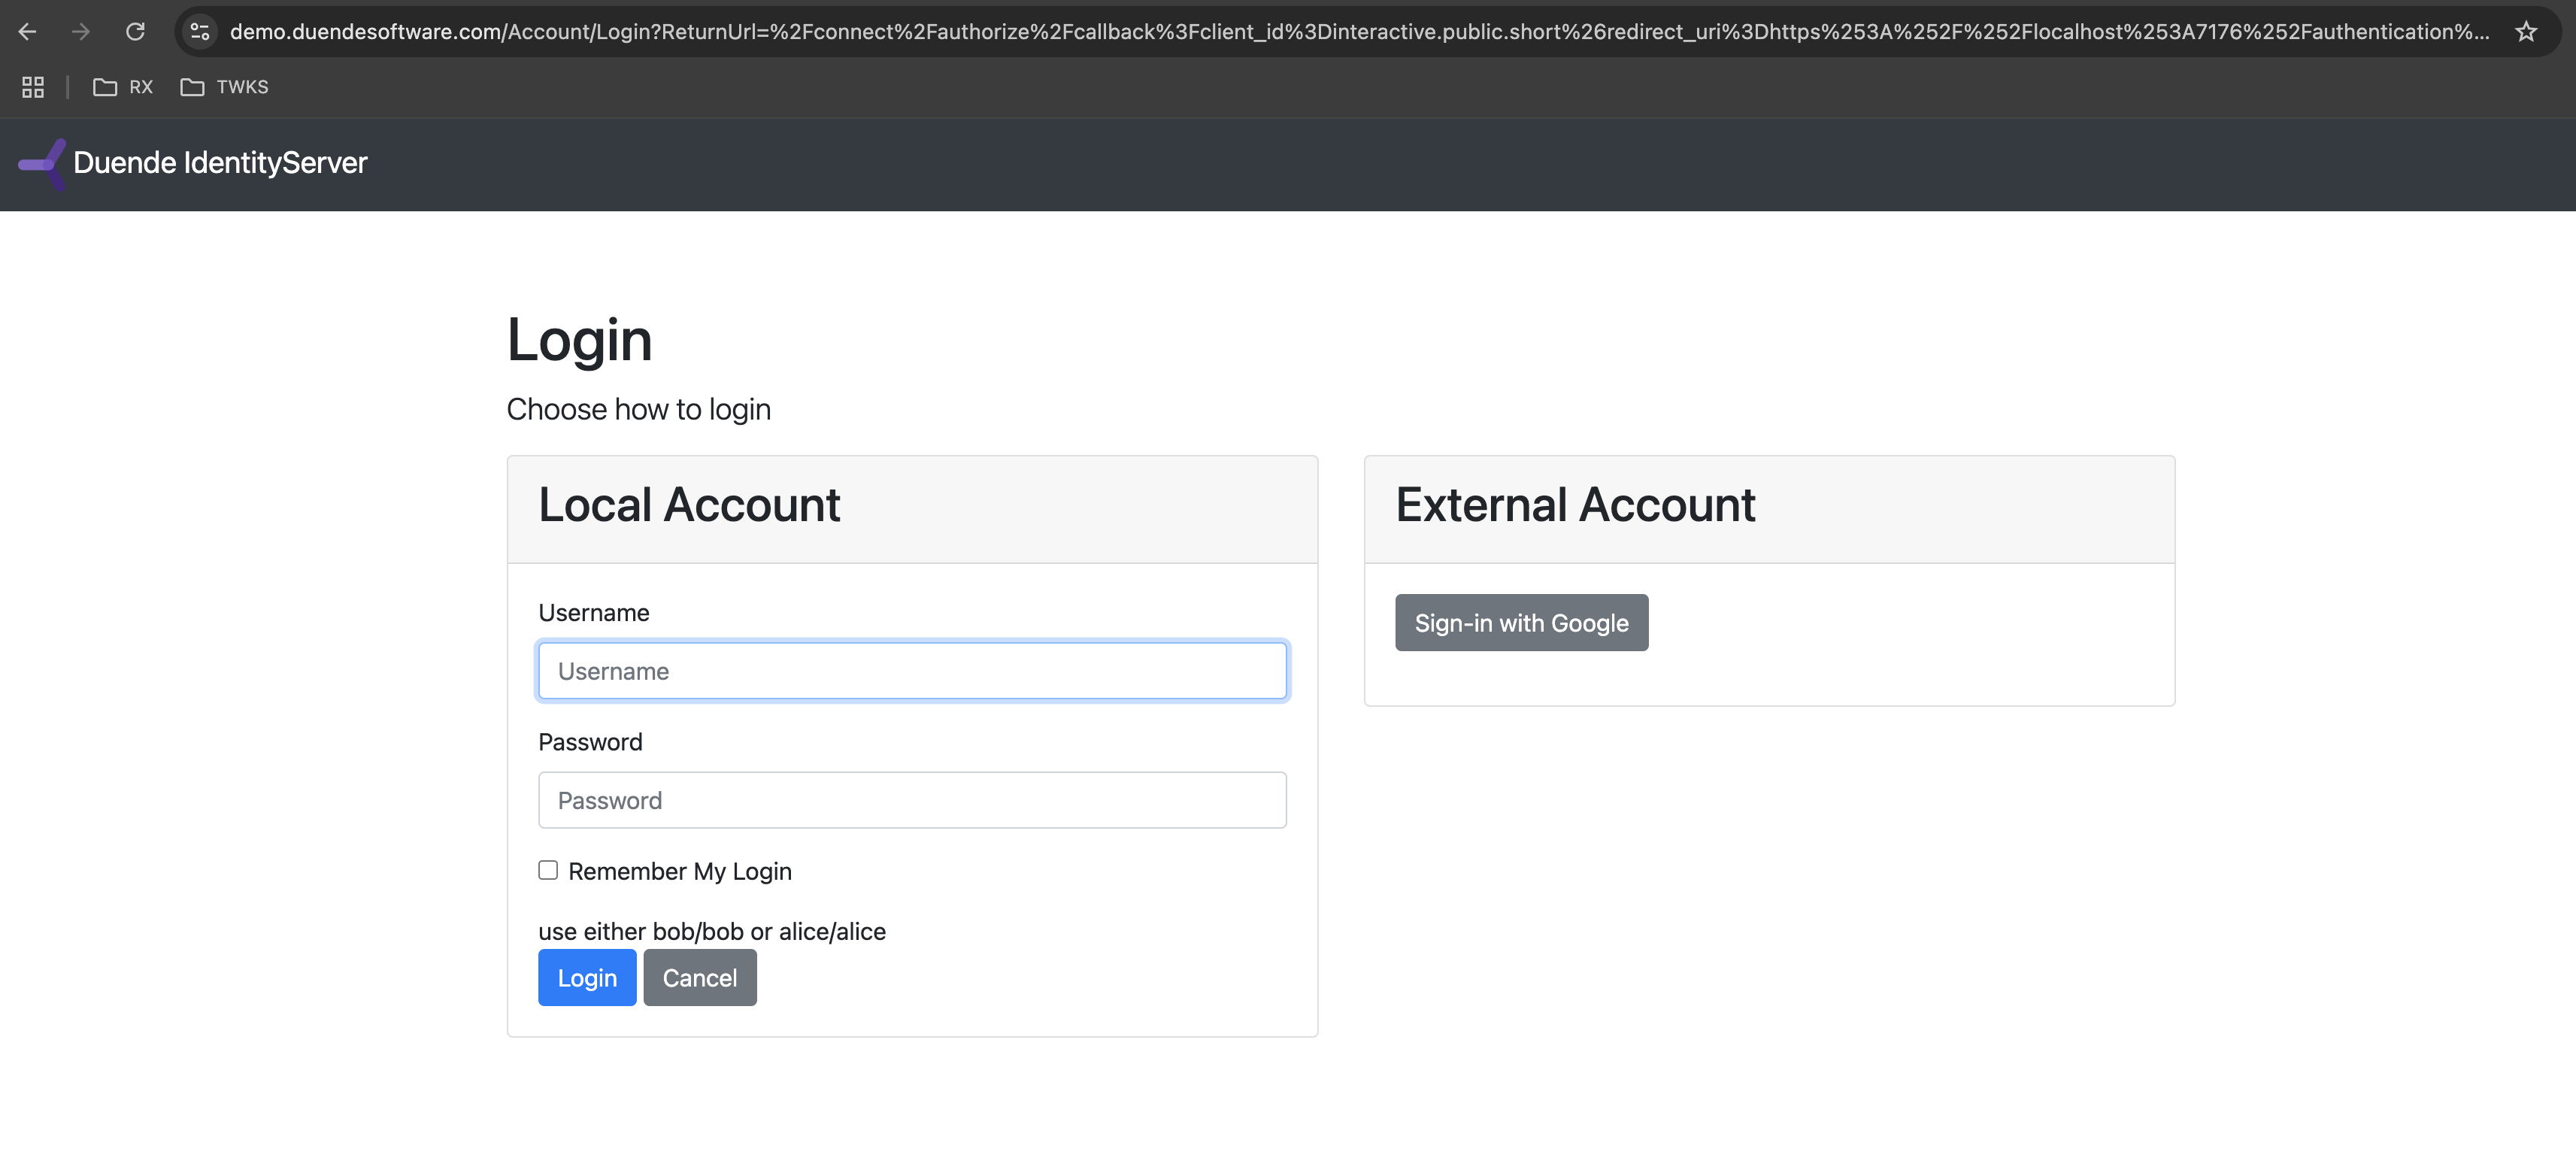 demo.duendesoftware.com/Account/Login?ReturnUrl=%2Fconnect%2Fauthorize%2Fcallback%3Fclient_id%3Dinteractive.public.short%26redirect_uri%3Dhttps%253A%252F%252Flocalhost%253A7176%252Fauthentication%...
RX TWKS
Duende IdentityServer
Login
Choose how to login
Local Account
Username
Username
Password
Password
Remember My Login
use either bob/bob or alice/alice
Login Cancel
External Account
Sign-in with Google